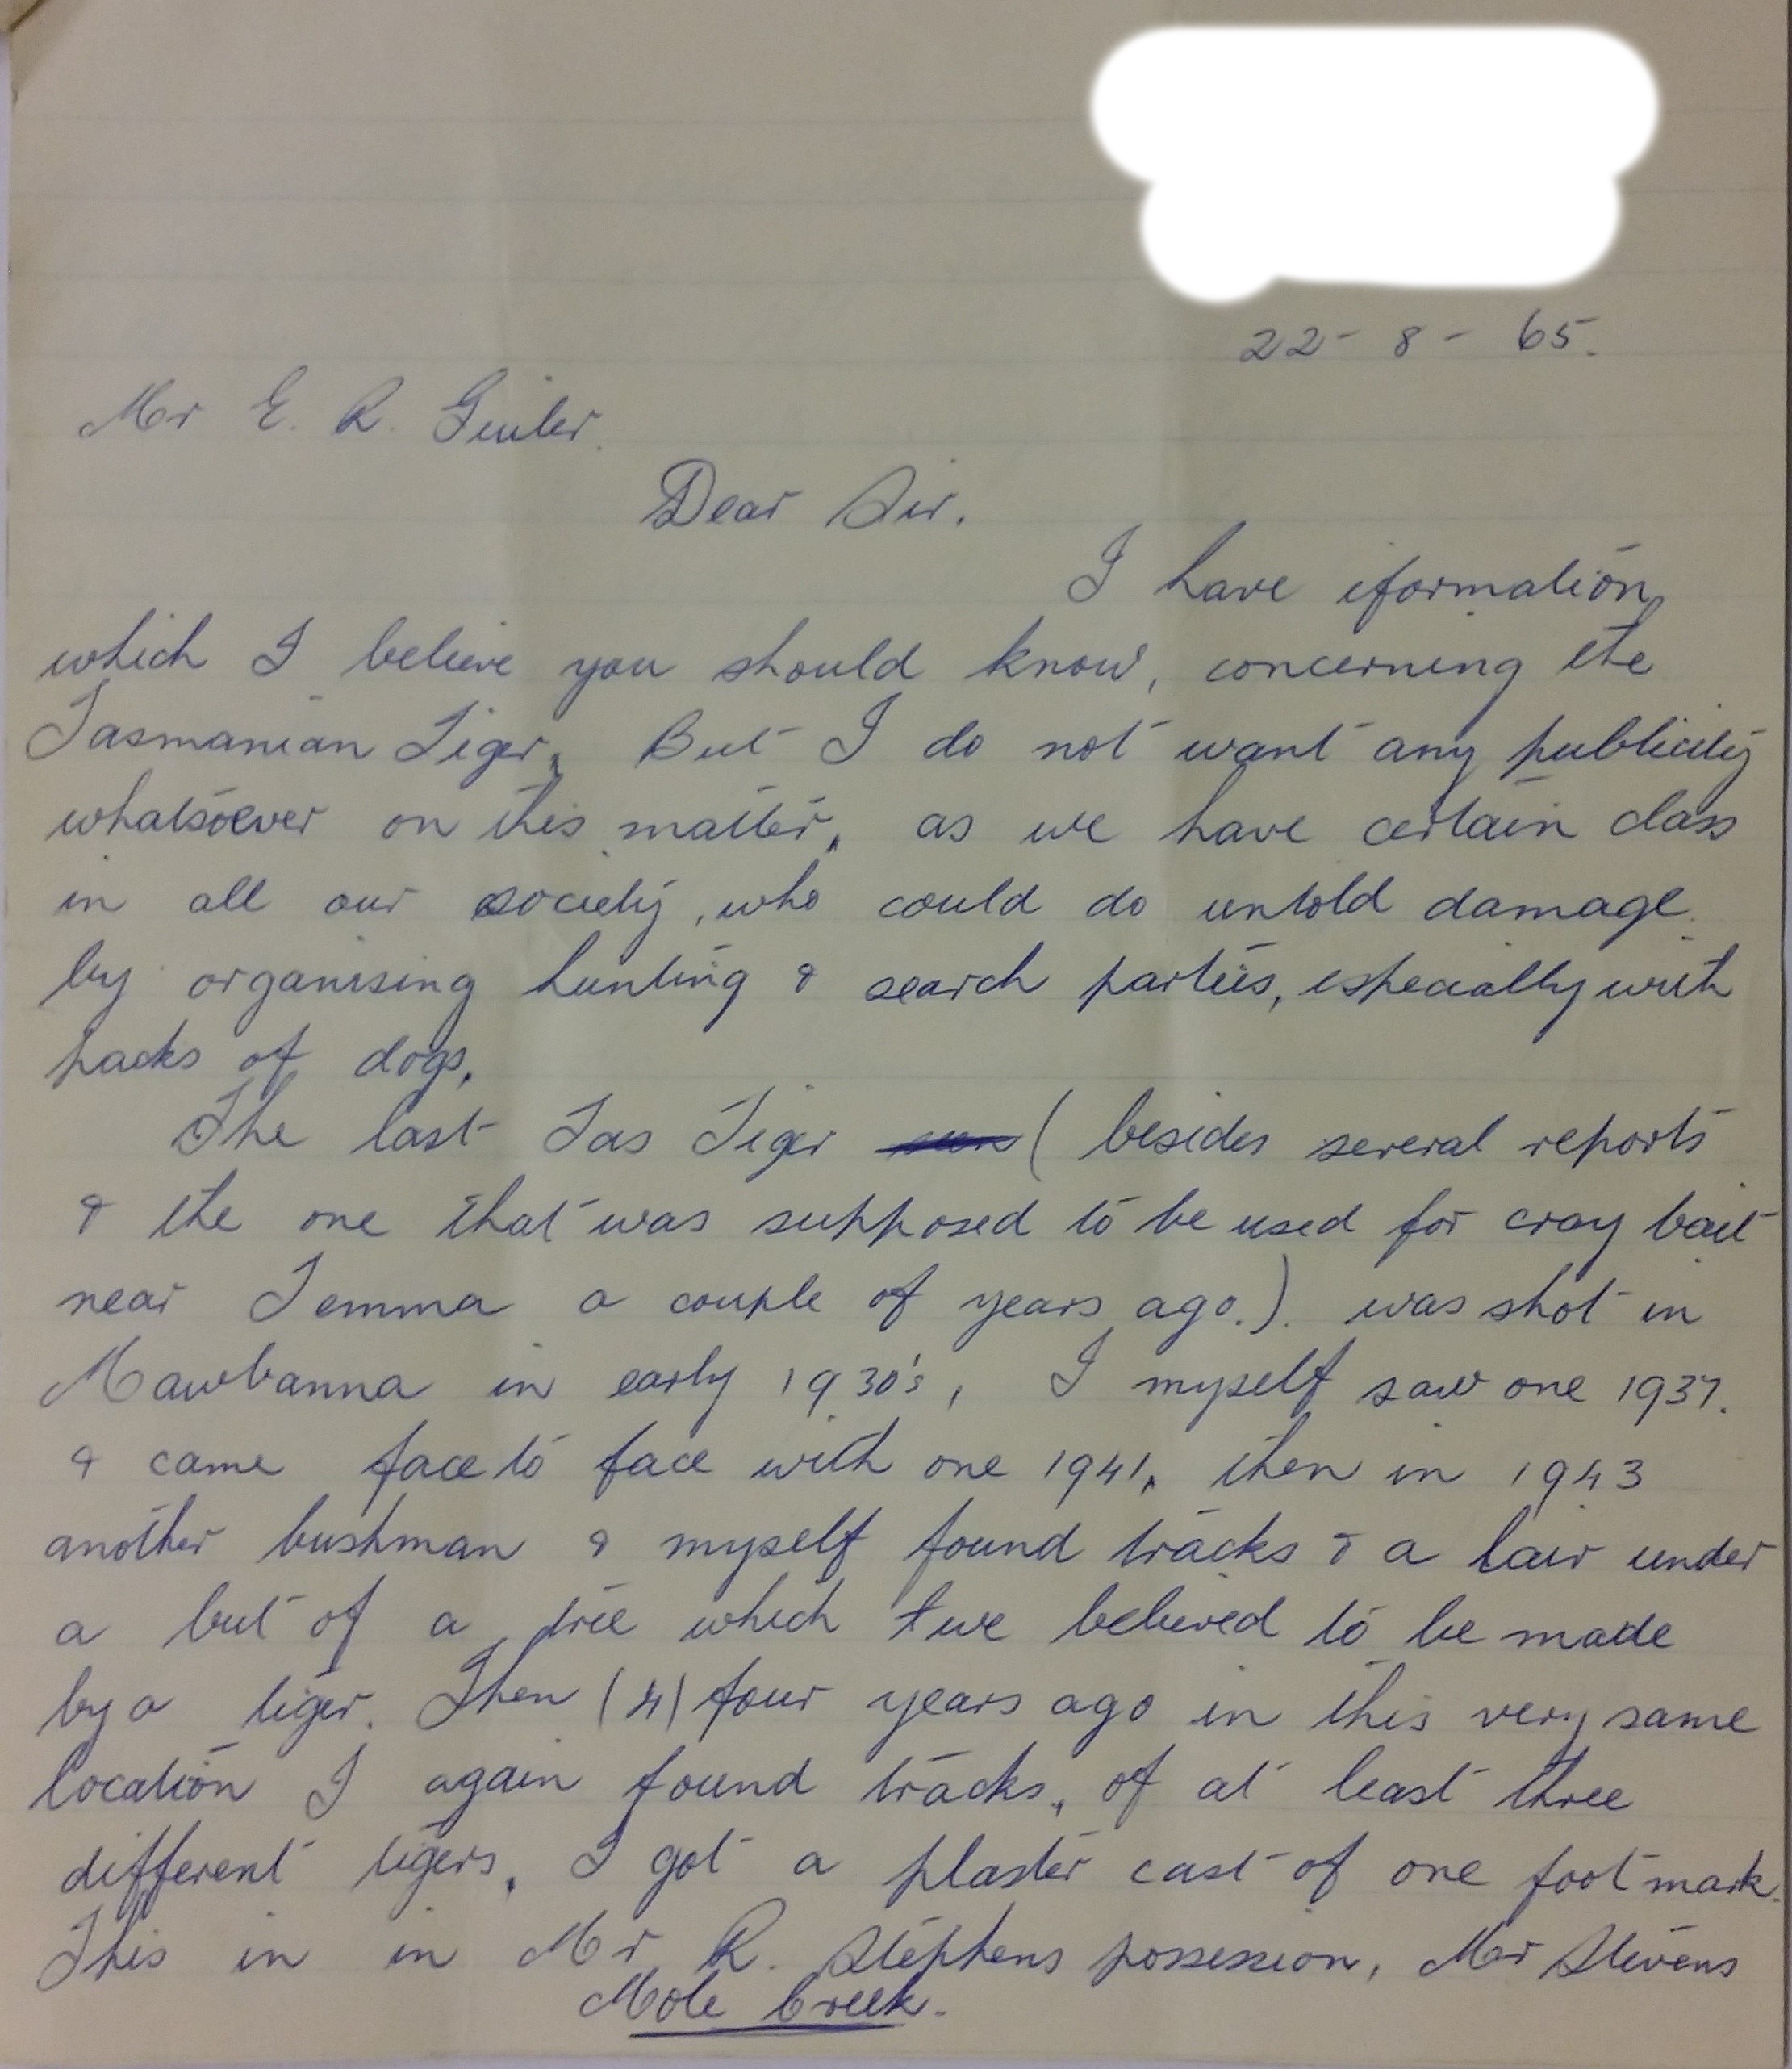 22 - 8 - 65.
Mr E. R. Guiler.
Dear Sir.
I have iformation
which I believe you should know, concerning the
Tasmanian Tiger, But I do not want any publicity
whatsoever on this matter, as we have certain class
in all our society, who could do untold damage
by organising hunting & search parties, especially with
packs of dogs.
The last Tas Tiger ( besides several reports
& the one that was supposed to be used for cray bait
near Temma a couple of years ago.). was shot in
Mawbanna in early 1930's, I myself saw one 1937.
& came face to face with one 1941, then in 1943
another bushman & myself found tracks & a lair under
a but of a tree which we believed to be made
by a tiger. Then (4) four years ago in this very same
location I again found tracks, of at least three
different tigers, I got a plaster cast of one foot mark.
This in in Mr R. Stephens possession, Mr Stevens
Mole Creek.